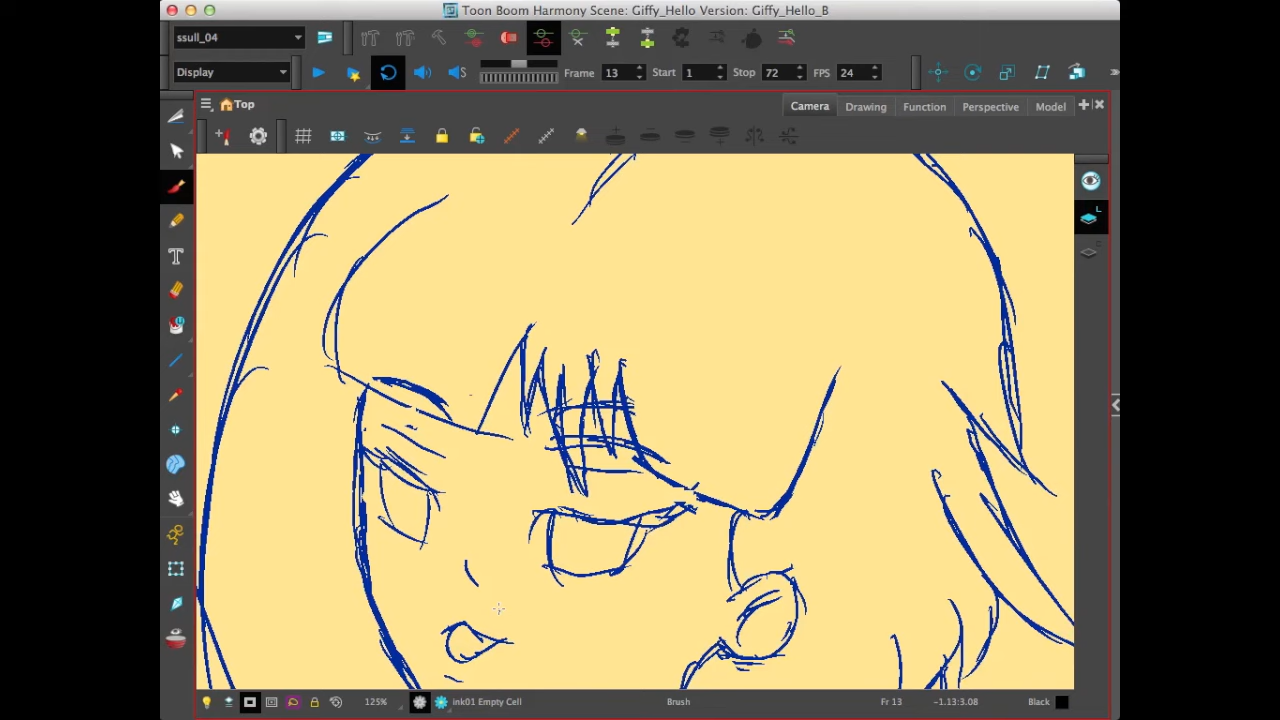 Toon Boom Harmony Scene: Giffy_Hello Version: Giffy_Hello_B
ssull_04
Display Frame 13 Start 1 Stop 72 FPS 24
Top Camera Drawing Function Perspective Model
L
C
125% ink01 Empty Cell Brush Fr 13 -1.13:3.08 Black